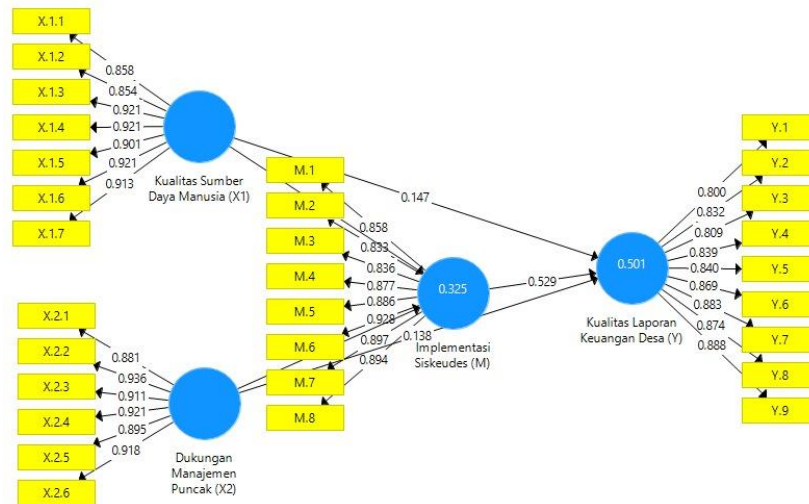 X.1.1
X.1.2
X.1.3
X.1.4
X.1.5
X.1.6
X.1.7
0.858
0.854
0.921
0.921
0.901
0.921
0.913
Kualitas Sumber
Daya Manusia (X1)
X.2.1
X.2.2
X.2.3
X.2.4
X.2.5
X.2.6
0.881
0.936
0.911
0.921
0.895
0.918
Dukungan
Manajemen
Puncak (X2)
M.1
M.2
M.3
M.4
M.5
M.6
M.7
M.8
0.858
0.833
0.836
0.877
0.886
0.928
0.897
0.894
0.325
Implementasi
Siskeudes (M)
0.147
0.529
0.138
0.501
Kualitas Laporan
Keuangan Desa (Y)
0.800
0.832
0.809
0.839
0.840
0.869
0.883
0.874
0.888
Y.1
Y.2
Y.3
Y.4
Y.5
Y.6
Y.7
Y.8
Y.9